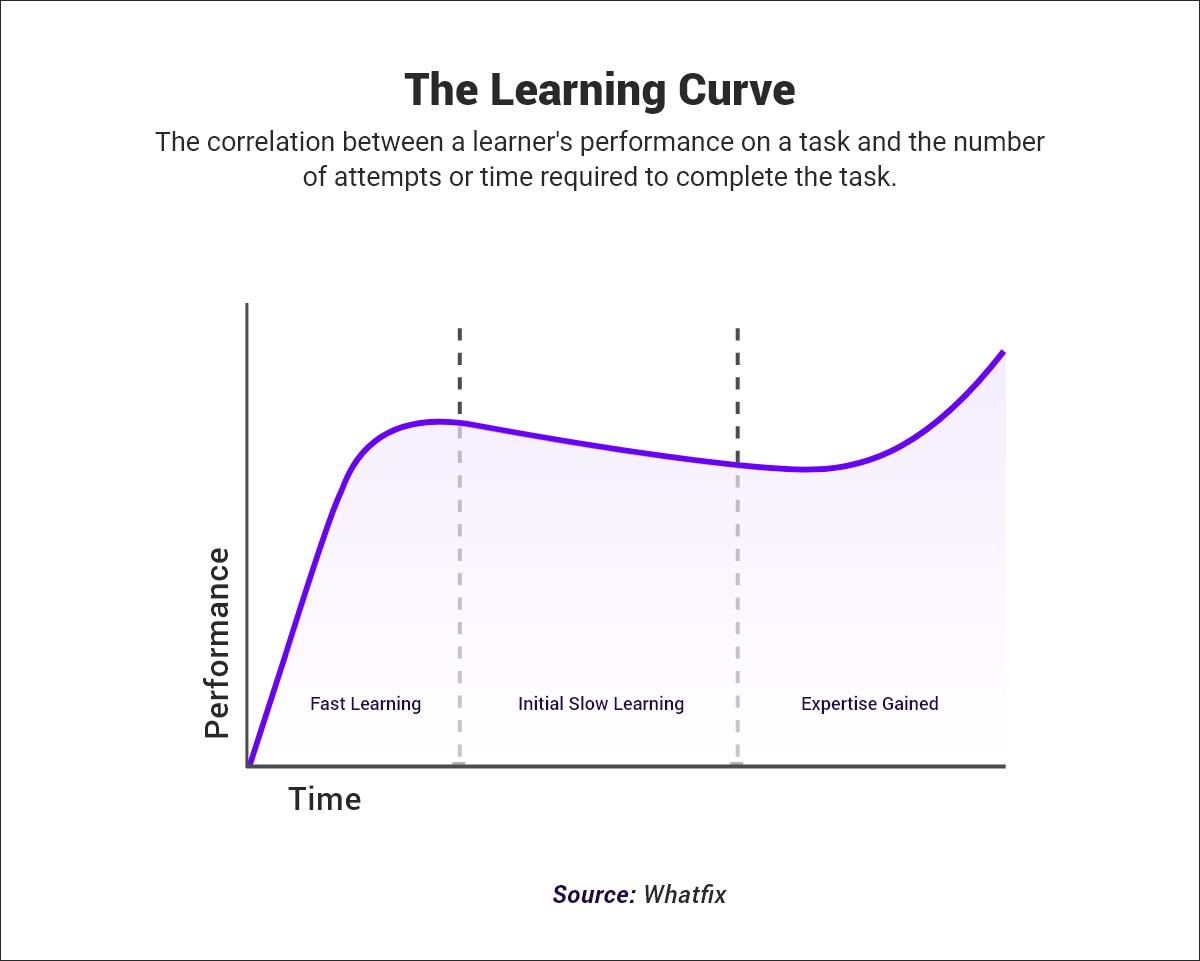 The Learning Curve
The correlation between a learner's performance on a task and the number
of attempts or time required to complete the task.
Performance
Fast Learning
Initial Slow Learning
Expertise Gained
Time
Source: Whatfix